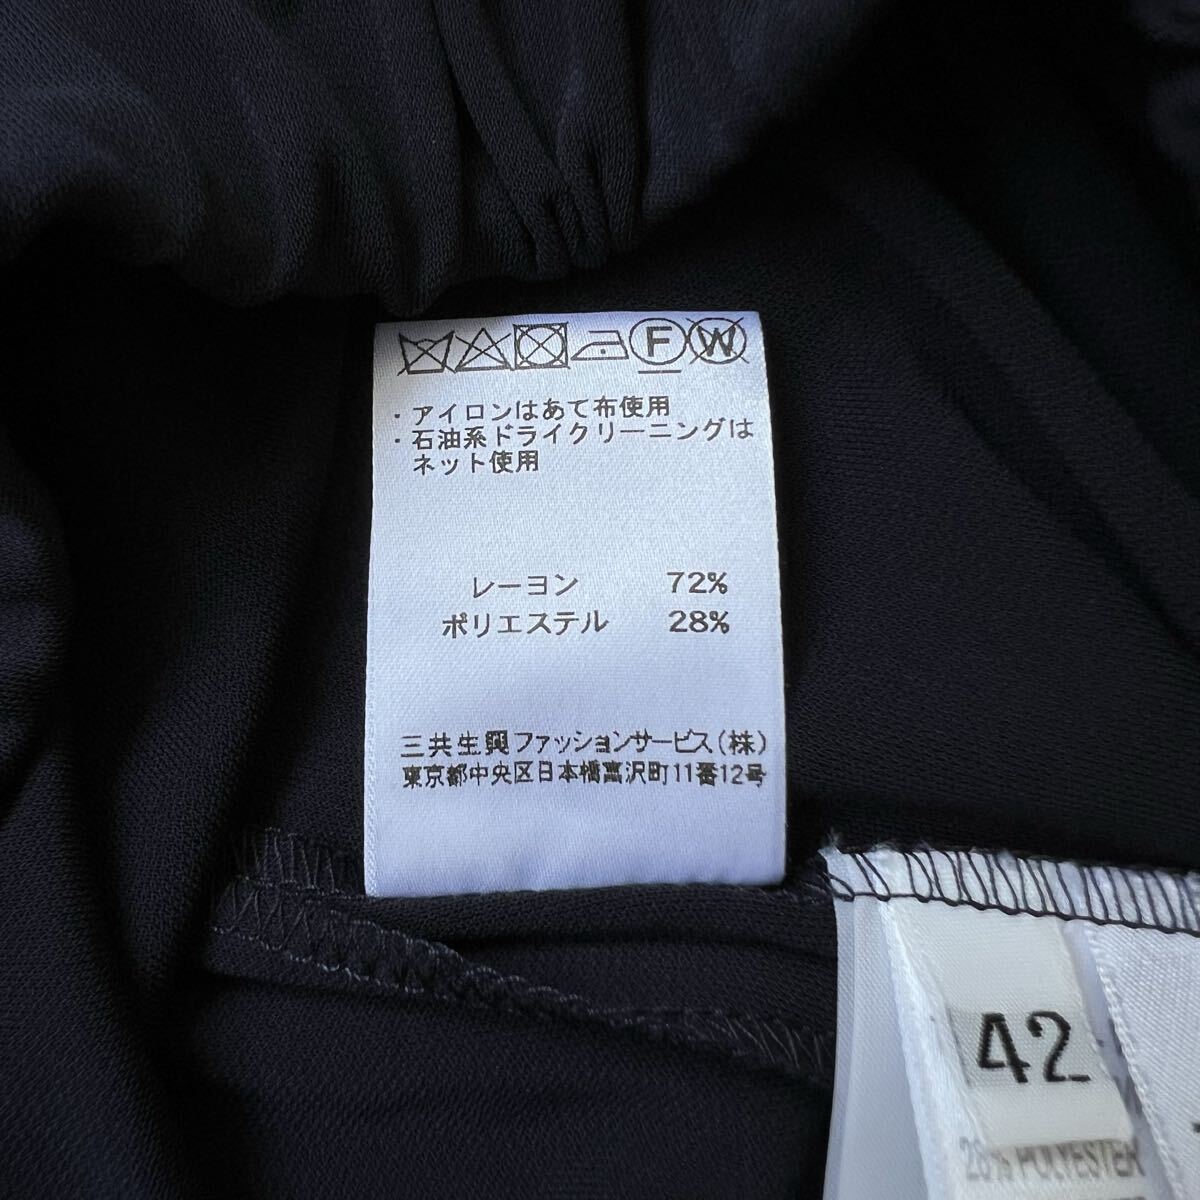 F W
・アイロンはあて布使用
・石油系ドライクリーニングは
ネット使用
レーヨン 72%
ポリエステル 28%
三共生興ファッションサービス(株)
東京都中央区日本橋富沢町11番12号
42
28% POLYESTER